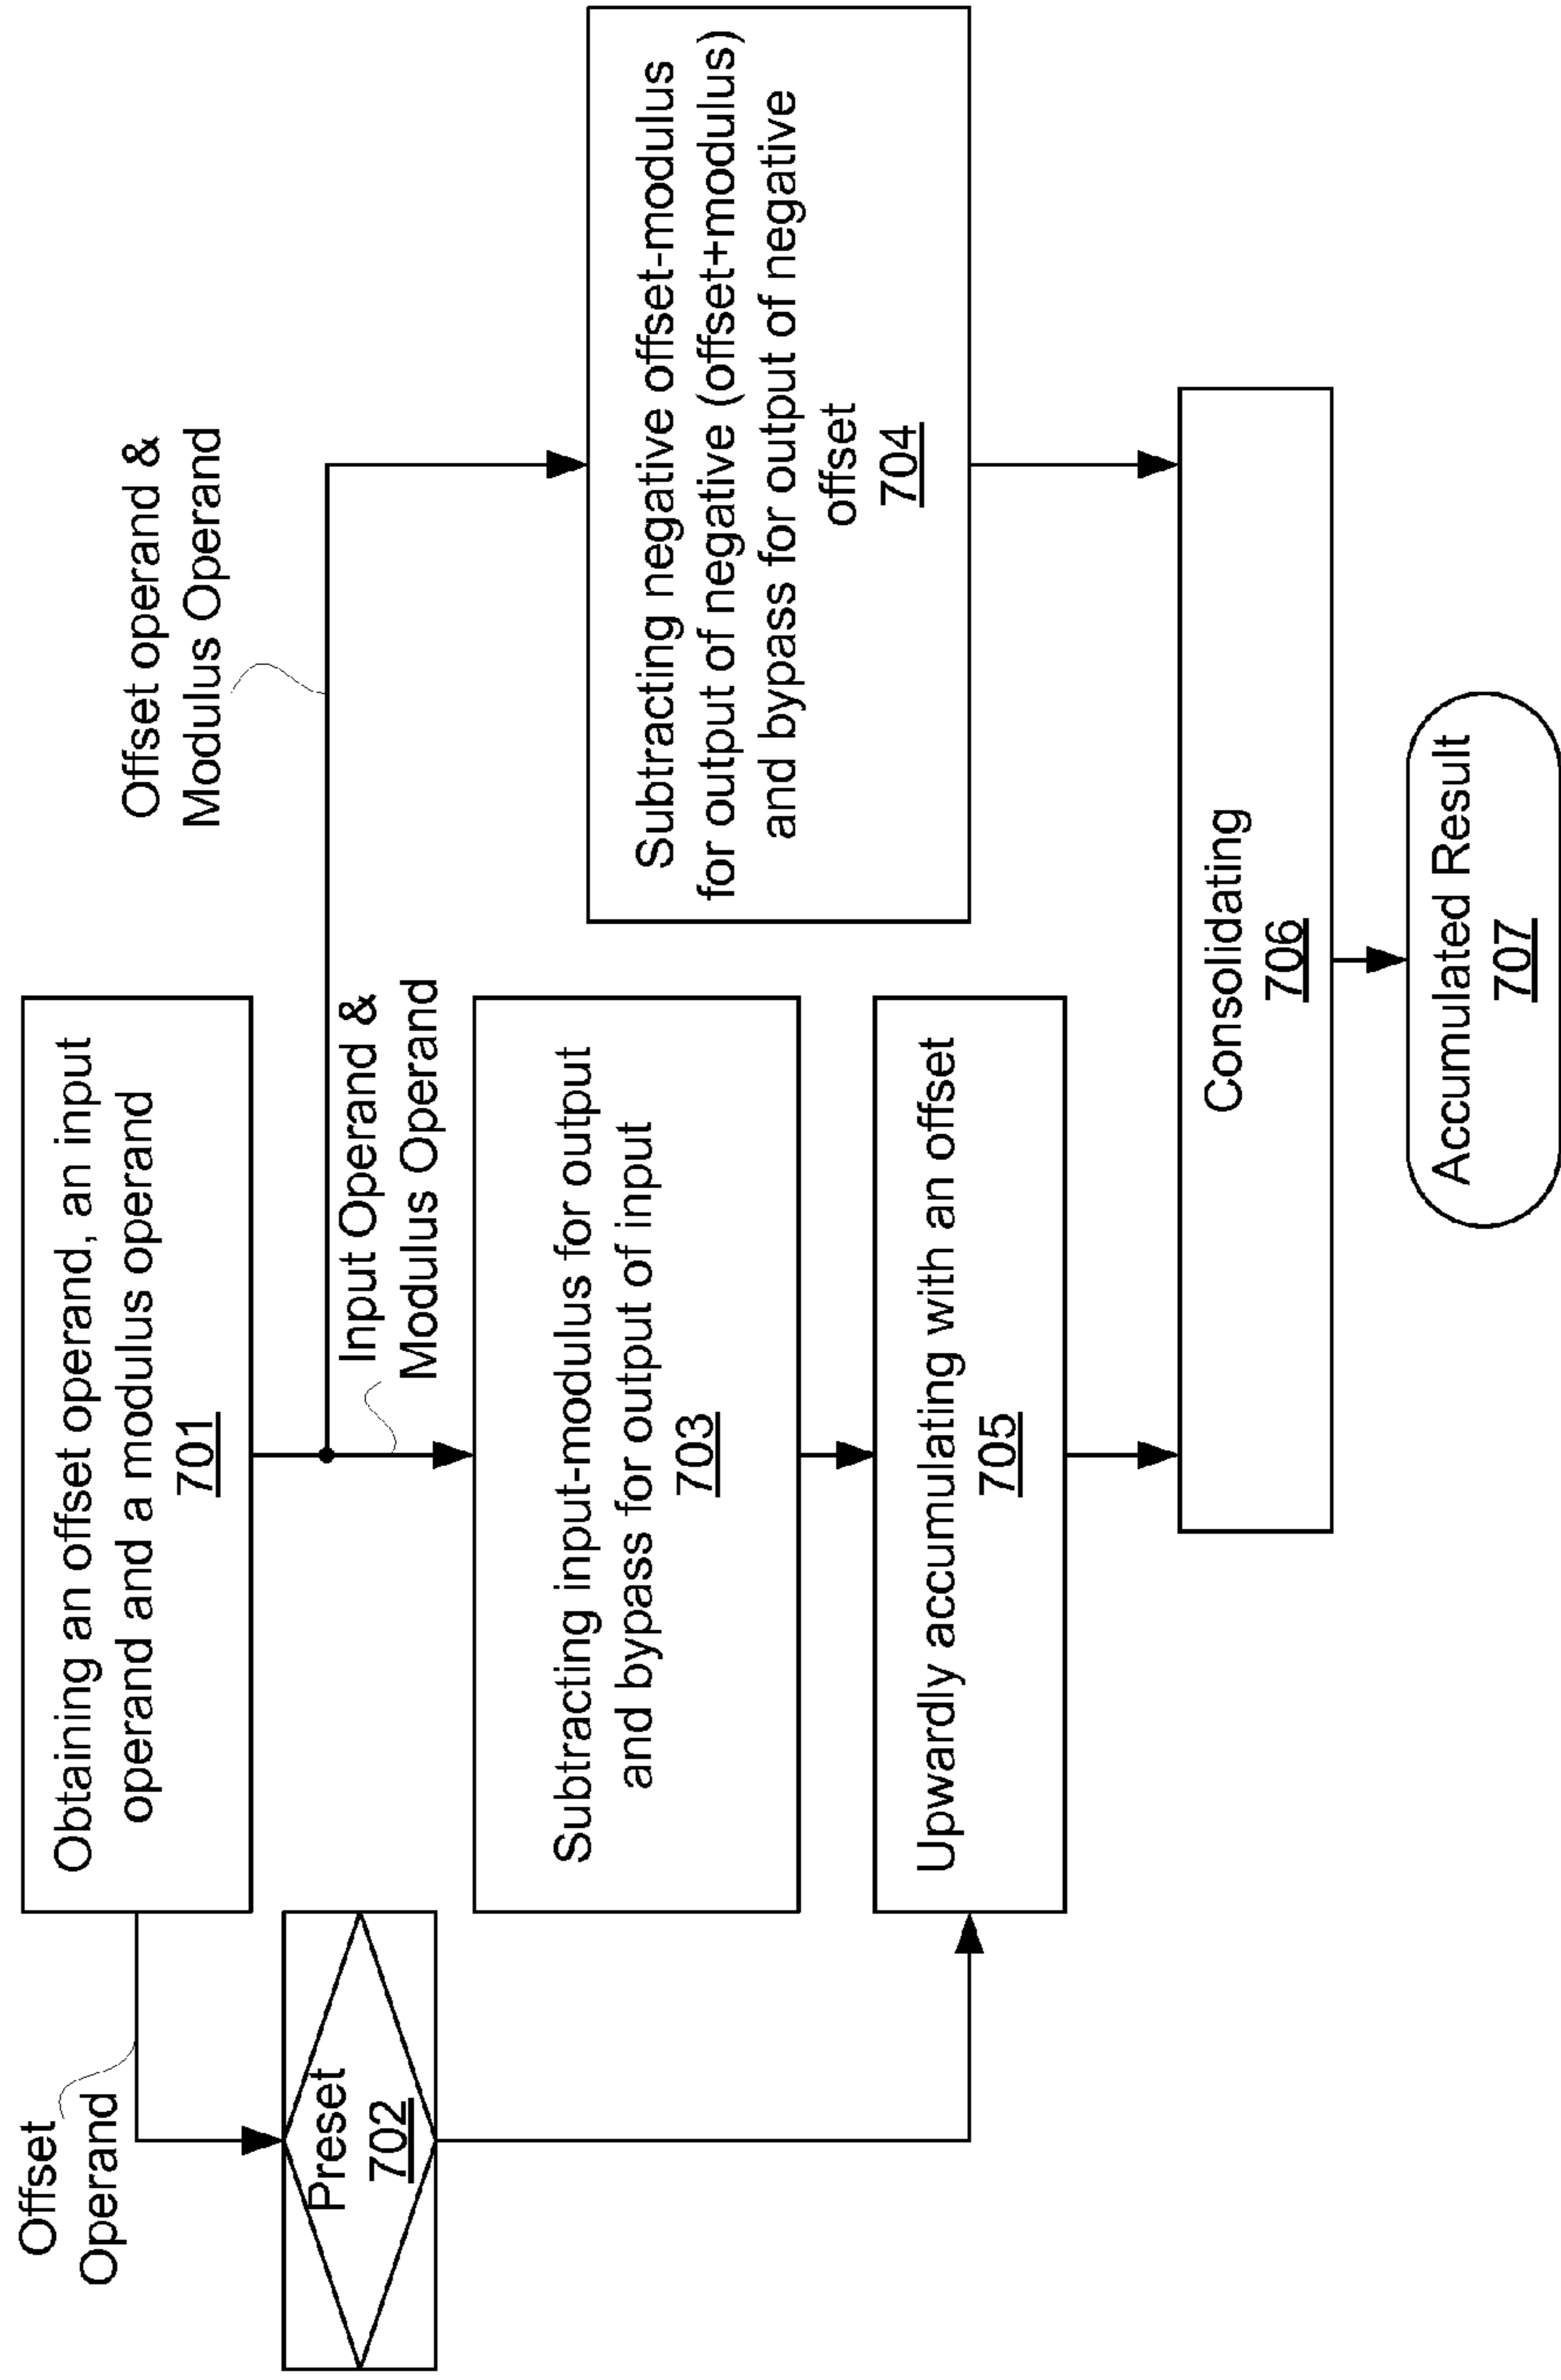 Offset
Operand
Obtaining an offset operand, an input
operand and a modulus operand
701
Offset operand &
Modulus Operand
Preset
702
Input Operand &
Modulus Operand
Subtracting input-modulus for output
and bypass for output of input
703
Subtracting negative offset-modulus
for output of negative (offset+modulus)
and bypass for output of negative
offset
704
Upwardly accumulating with an offset
705
Consolidating
706
Accumulated Result
707